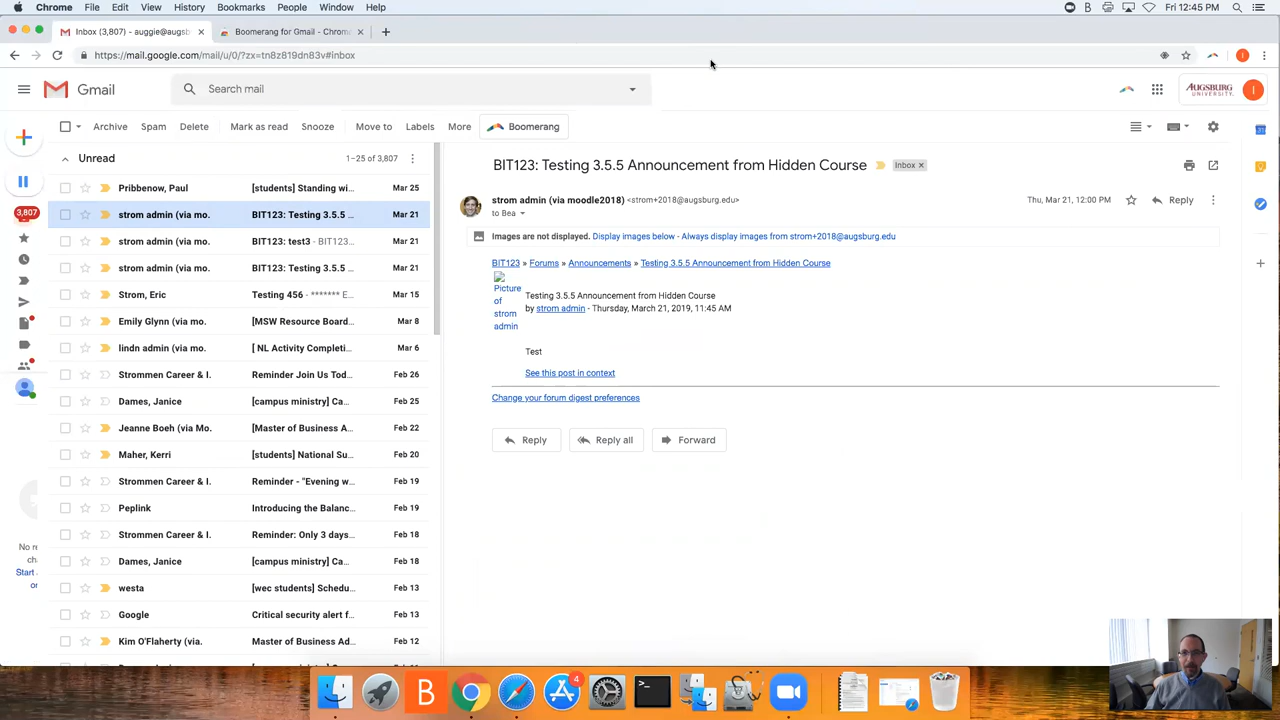 Chrome File Edit View History Bookmarks People Window Help Fri 12:45 PM
Inbox (3,807) - auggie@augsb × Boomerang for Gmail - Chrom × +
https://mail.google.com/mail/u/0/?zx=tn8z819dn83v#inbox
Gmail Search mail AUGSBURG UNIVERSITY. I
Archive Spam Delete Mark as read Snooze Move to Labels More Boomerang
Unread 1–25 of 3,807
3,807
Pribbenow, Paul [students] Standing wi... Mar 25
strom admin (via mo. BIT123: Testing 3.5.5 ... Mar 21
strom admin (via mo. BIT123: test3 - BIT123... Mar 21
strom admin (via mo. BIT123: Testing 3.5.5 ... Mar 21
Strom, Eric Testing 456 - ******* E... Mar 15
Emily Glynn (via mo. [MSW Resource Board... Mar 8
lindn admin (via mo. [ NL Activity Completi... Mar 6
Strommen Career & I. Reminder Join Us Tod... Feb 26
Dames, Janice [campus ministry] Ca... Feb 25
Jeanne Boeh (via Mo. [Master of Business A... Feb 22
Maher, Kerri [students] National Su... Feb 20
Strommen Career & I. Reminder - "Evening w... Feb 19
Peplink Introducing the Balanc... Feb 19
Strommen Career & I. Reminder: Only 3 days... Feb 18
Dames, Janice [campus ministry] Ca... Feb 18
westa [wec students] Schedu... Feb 13
Google Critical security alert f... Feb 13
Kim O'Flaherty (via. Master of Business Ad... Feb 12
No re
ch
Start
on
BIT123: Testing 3.5.5 Announcement from Hidden Course Inbox ×
strom admin (via moodle2018) <strom+2018@augsburg.edu> Thu, Mar 21, 12:00 PM Reply
to Bea
Images are not displayed. Display images below - Always display images from strom+2018@augsburg.edu
BIT123 » Forums » Announcements » Testing 3.5.5 Announcement from Hidden Course
Picture
of
strom
admin
Testing 3.5.5 Announcement from Hidden Course
by strom admin - Thursday, March 21, 2019, 11:45 AM
Test
See this post in context
Change your forum digest preferences
Reply Reply all Forward
B 4